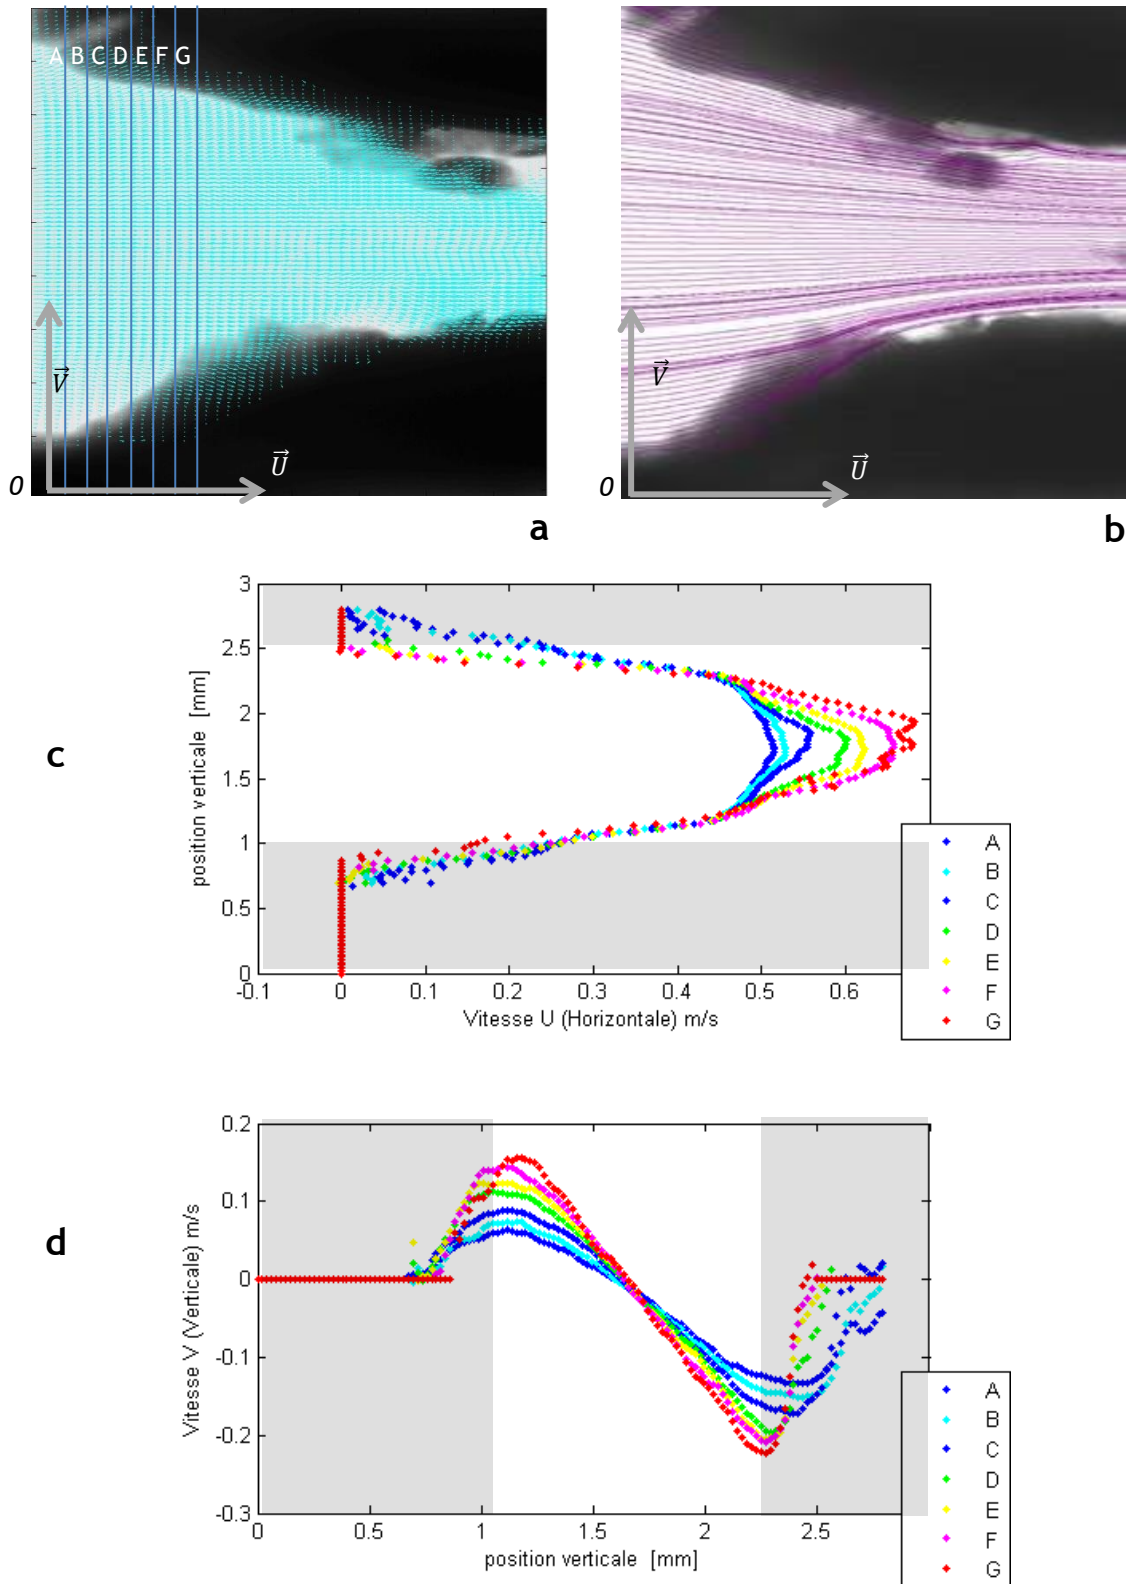 A B C D E F G
V
U
0
a
V
U
0
b
c
3
2.5
2
1.5
1
0.5
0
position verticale [mm]
-0.1 0 0.1 0.2 0.3 0.4 0.5 0.6
Vitesse U (Horizontale) m/s
A
B
C
D
E
F
G
d
0.2
0.1
0
-0.1
-0.2
-0.3
Vitesse V (Verticale) m/s
0 0.5 1 1.5 2 2.5
position verticale [mm]
A
B
C
D
E
F
G